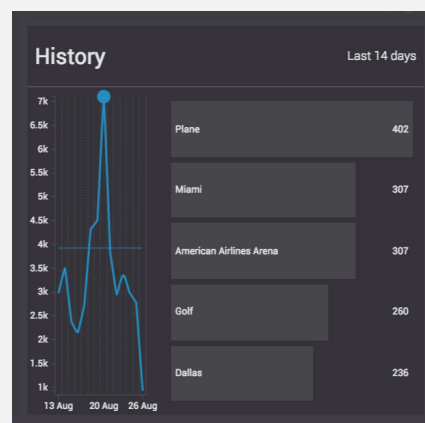 History
Last 14 days
7k
6.5k
6k
5.5k
5k
4.5k
4k
3.5k
3k
2.5k
2k
1.5k
1k
13 Aug 20 Aug 26 Aug
Plane 402
Miami 307
American Airlines Arena 307
Golf 260
Dallas 236